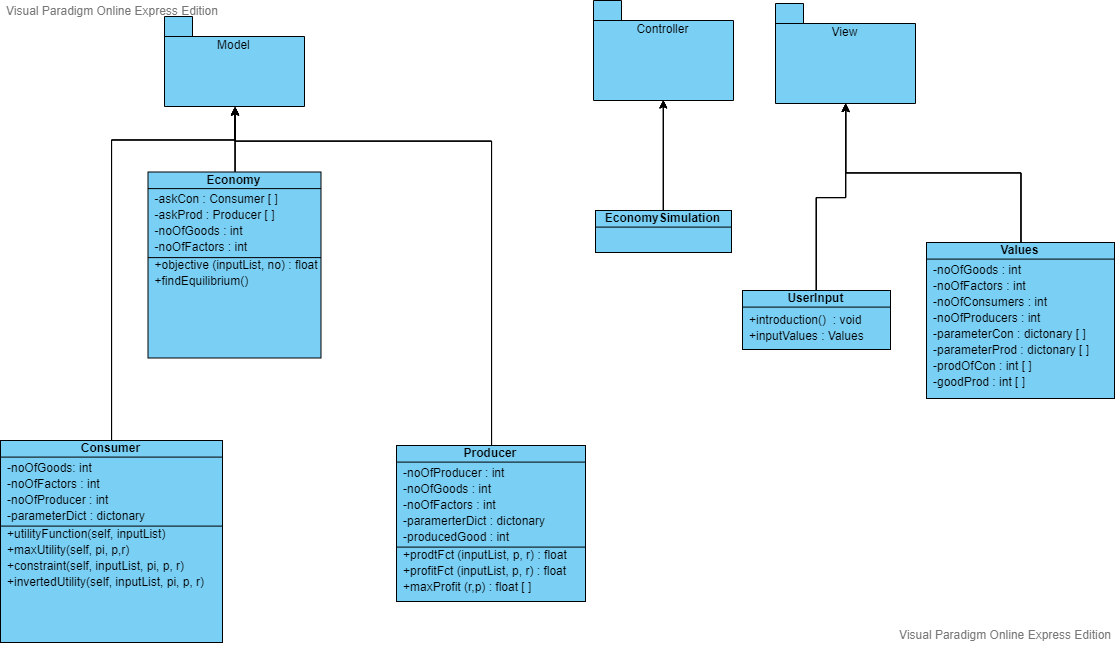 Visual Paradigm Online Express Edition
Model
Controller
View
Economy
-askCon : Consumer [ ]
-askProd : Producer [ ]
-noOfGoods : int
-noOfFactors : int
+objective (inputList, no) : float
+findEquilibrium()
EconomySimulation
UserInput
+introduction() : void
+inputValues : Values
Values
-noOfGoods : int
-noOfFactors : int
-noOfConsumers : int
-noOfProducers : int
-parameterCon : dictonary [ ]
-parameterProd : dictonary [ ]
-prodOfCon : int [ ]
-goodProd : int [ ]
Consumer
-noOfGoods: int
-noOfFactors : int
-noOfProducer : int
-parameterDict : dictonary
+utilityFunction(self, inputList)
+maxUtility(self, pi, p,r)
+constraint(self, inputList, pi, p, r)
+invertedUtility(self, inputList, pi, p, r)
Producer
-noOfProducer : int
-noOfGoods : int
-noOfFactors : int
-paramerterDict : dictonary
-producedGood : int
+prodtFct (inputList, p, r) : float
+profitFct (inputList, p, r) : float
+maxProfit (r,p) : float [ ]
Visual Paradigm Online Express Edition